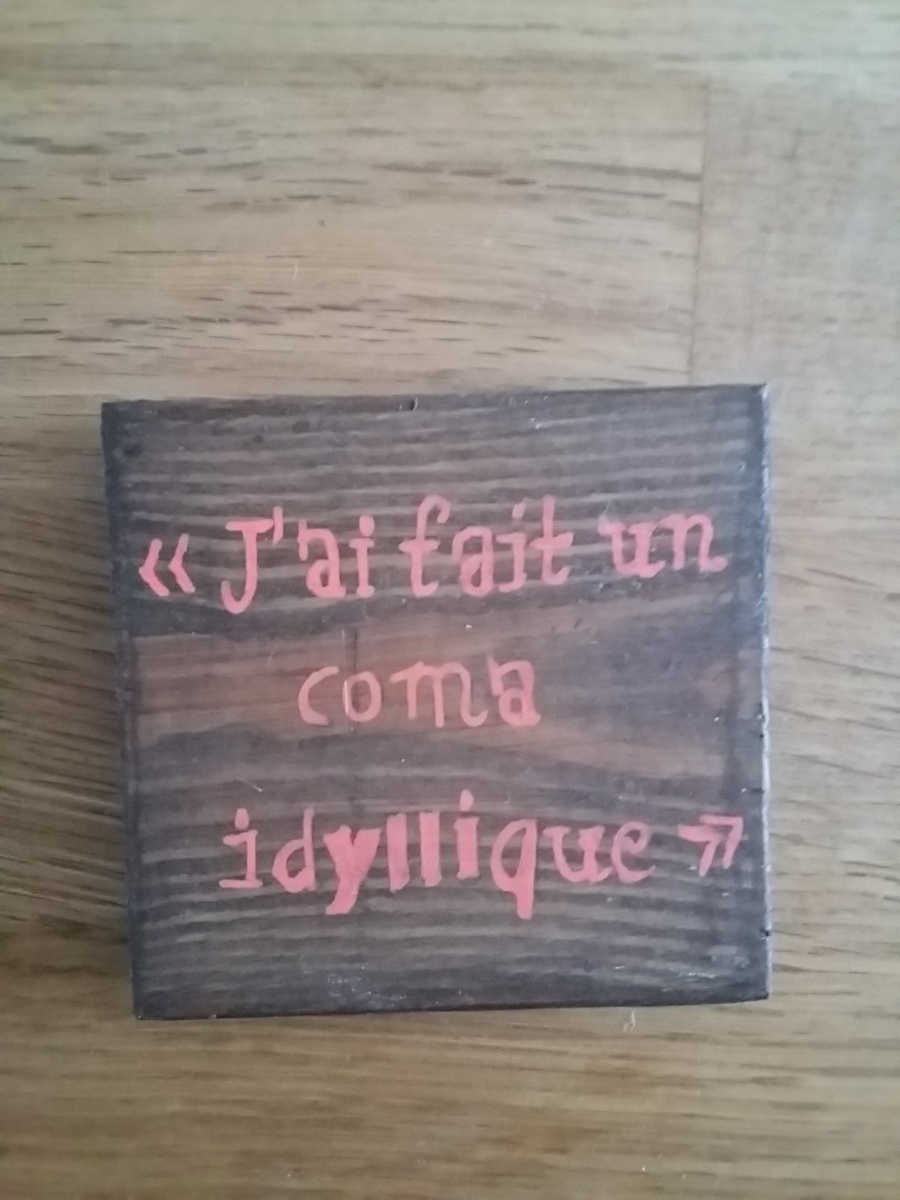 « J'ai fait un
coma
idyllique »